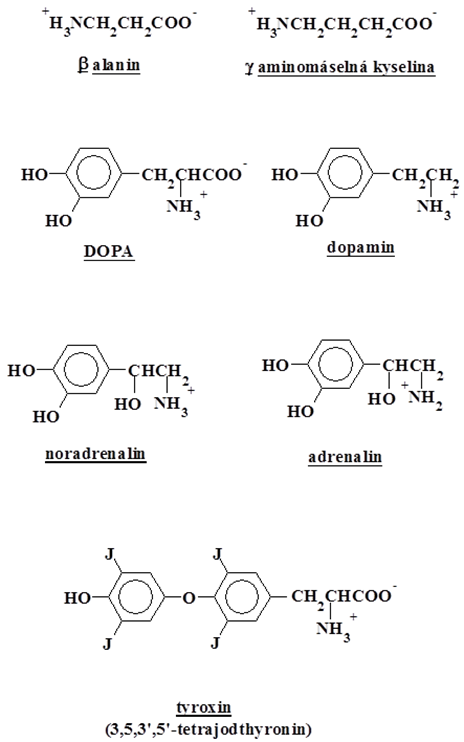 +H3NCH2CH2COO-
+H3NCH2CH2CH2COO-
β alanin
γ aminomáselná kyselina
HO
HO
CH2CHCOO-
NH3+
DOPA
HO
HO
CH2CH2
NH3+
dopamin
HO
HO
CHCH2
HO
NH3+
noradrenalin
HO
HO
CHCH2
HO
+NH2
adrenalin
J
J
HO
O
CH2CHCOO-
J
J
NH3+
tyroxin
(3,5,3',5'-tetrajodthyronin)